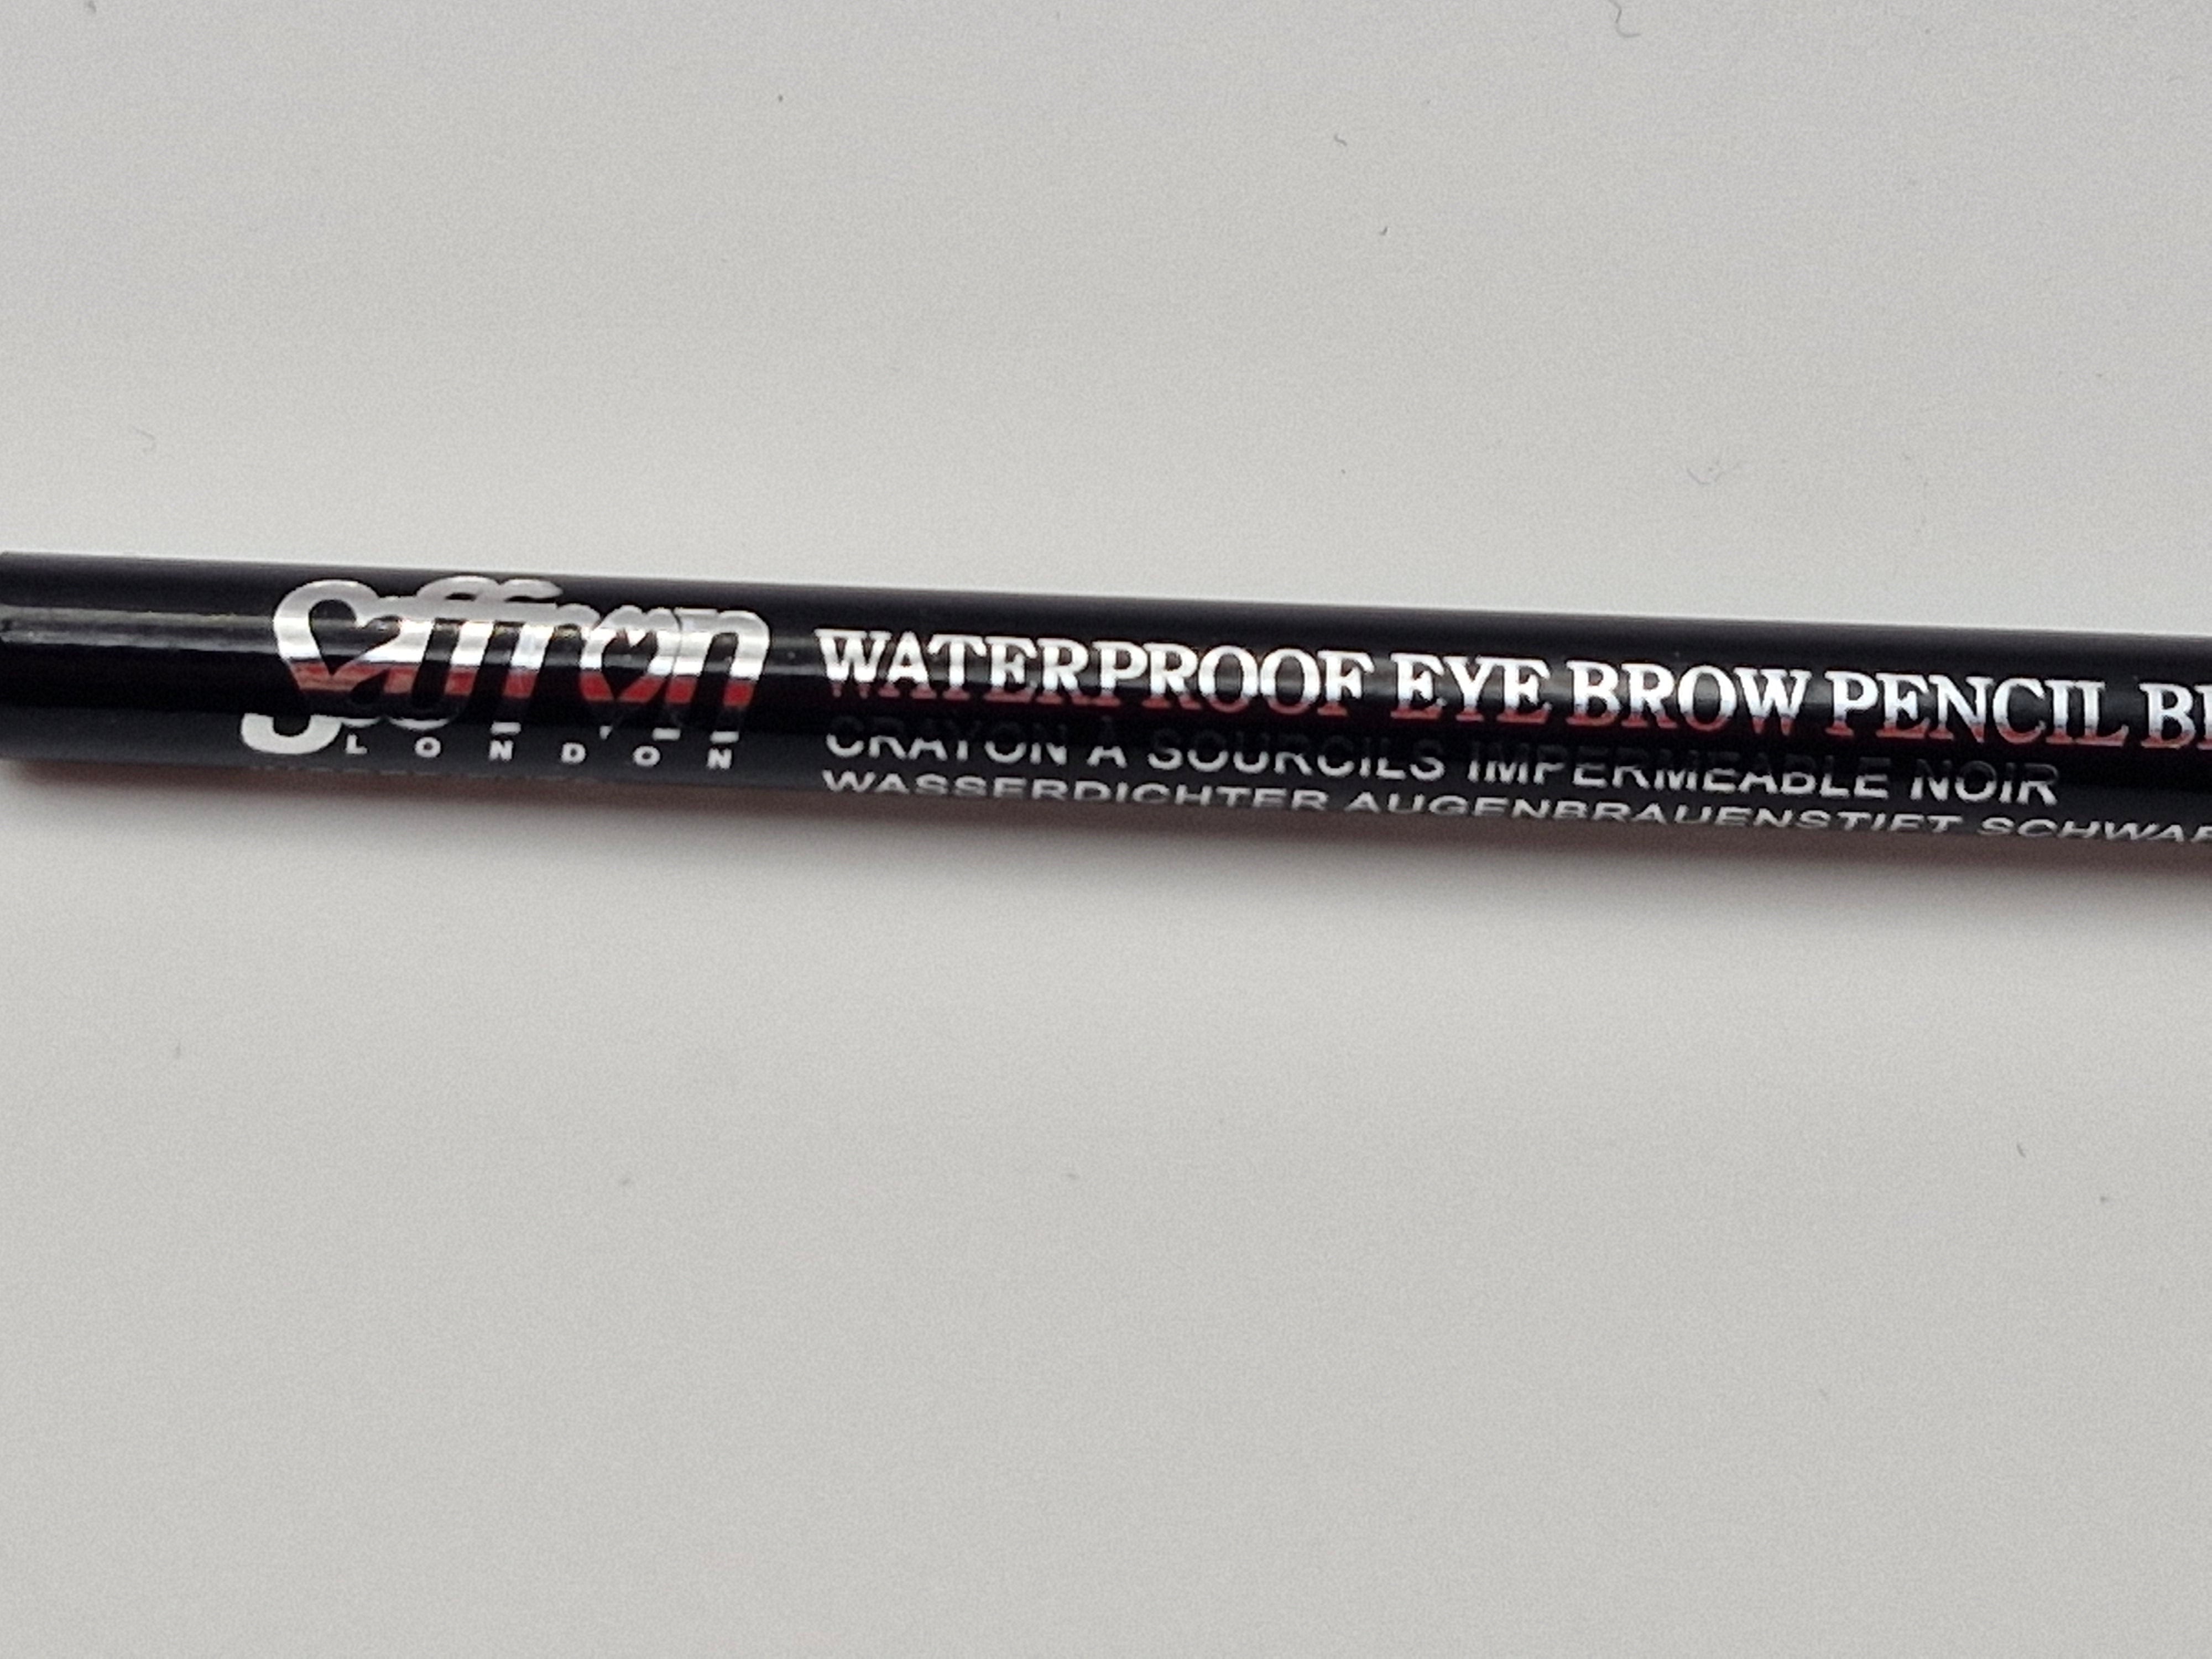 Saffron
LONDON
WATERPROOF EYE BROW PENCIL
CRAYON À SOURCILS IMPERMEABLE NOIR
WASSERDICHTER AUGENBRAUENSTIFT